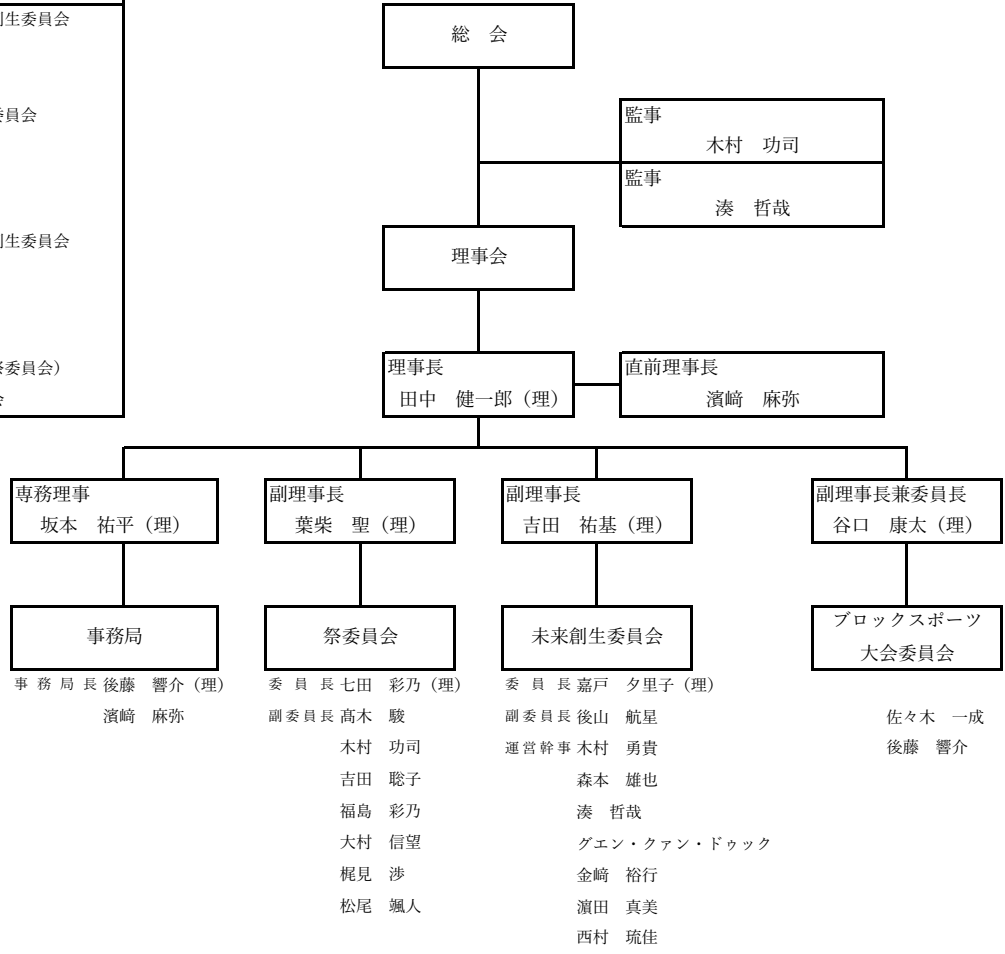 生委員会
員会
生委員会
委員会）
総　会
監事
木村　功司
監事
湊　哲哉
理事会
理事長
田中　健一郎（理）
直前理事長
濱﨑　麻弥
専務理事
坂本　祐平（理）
副理事長
葉柴　聖（理）
副理事長
吉田　祐基（理）
副理事長兼委員長
谷口　康太（理）
事務局
祭委員会
未来創生委員会
ブロックスポーツ
大会委員会
事務局長 後藤　響介（理）
濱﨑　麻弥
委員長 七田　彩乃（理）
副委員長 髙木　駿
木村　功司
吉田　聡子
福島　彩乃
大村　信望
梶見　渉
松尾　颯人
委員長 嘉戸　夕里子（理）
副委員長 後山　航星
運営幹事 木村　勇貴
森本　雄也
湊　哲哉
グエン・クァン・ドゥック
金﨑　裕行
濵田　真美
西村　琉佳
佐々木　一成
後藤　響介